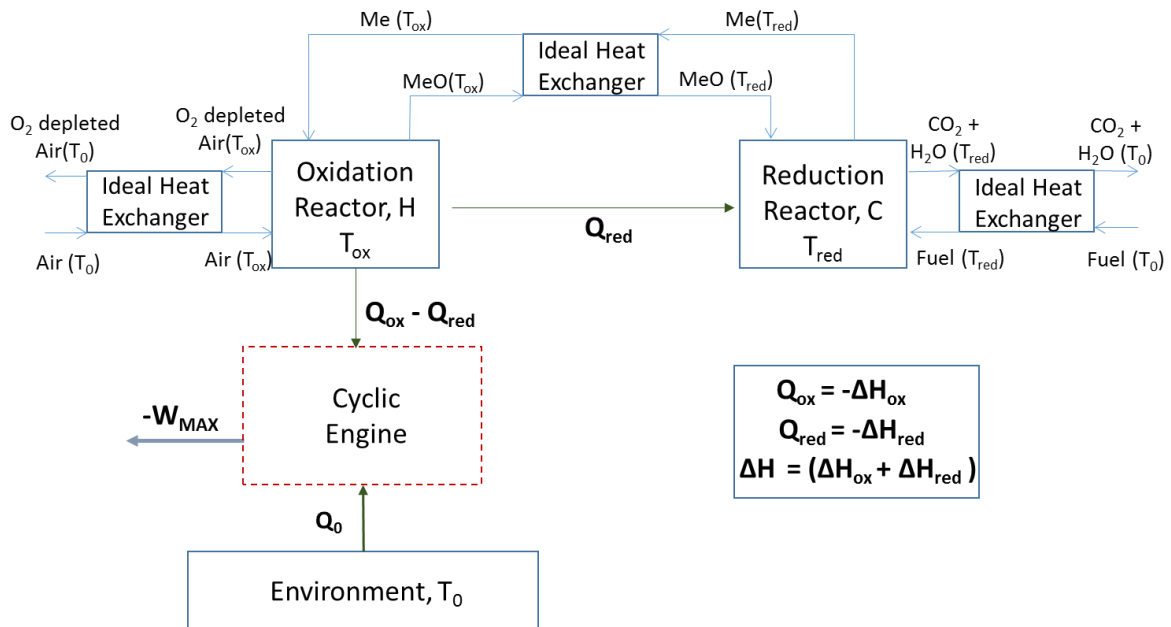 Me (Tox)
Me(Tred)
Ideal Heat
Exchanger
MeO(Tox)
MeO (Tred)
O2 depleted
Air(T0)
O2 depleted
Air(Tox)
Ideal Heat
Exchanger
Air (T0)
Air (Tox)
Oxidation
Reactor, H
Tox
Qred
Reduction
Reactor, C
Tred
CO2 +
H2O (Tred)
CO2 +
H2O (T0)
Ideal Heat
Exchanger
Fuel (Tred)
Fuel (T0)
Qox - Qred
Cyclic
Engine
-WMAX
Q0
Environment, T0
Qox = -ΔHox
Qred = -ΔHred
ΔH = (ΔHox + ΔHred )